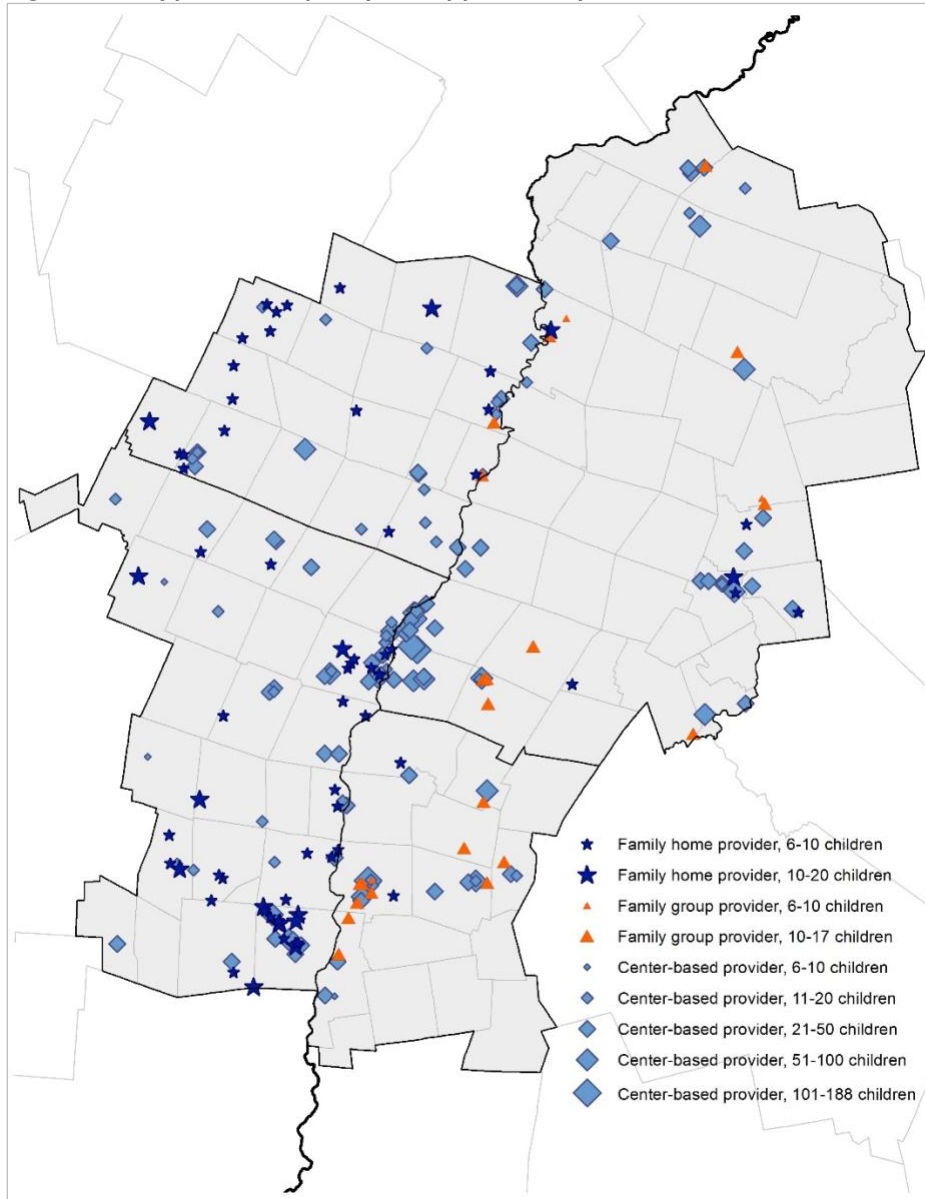 Family home provider, 6-10 children
Family home provider, 10-20 children
Family group provider, 6-10 children
Family group provider, 10-17 children
Center-based provider, 6-10 children
Center-based provider, 11-20 children
Center-based provider, 21-50 children
Center-based provider, 51-100 children
Center-based provider, 101-188 children